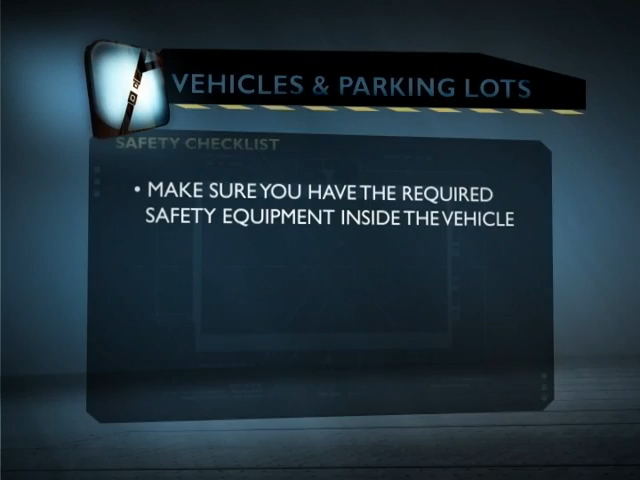 VEHICLES & PARKING LOTS
SAFETY CHECKLIST
• MAKE SURE YOU HAVE THE REQUIRED
SAFETY EQUIPMENT INSIDE THE VEHICLE